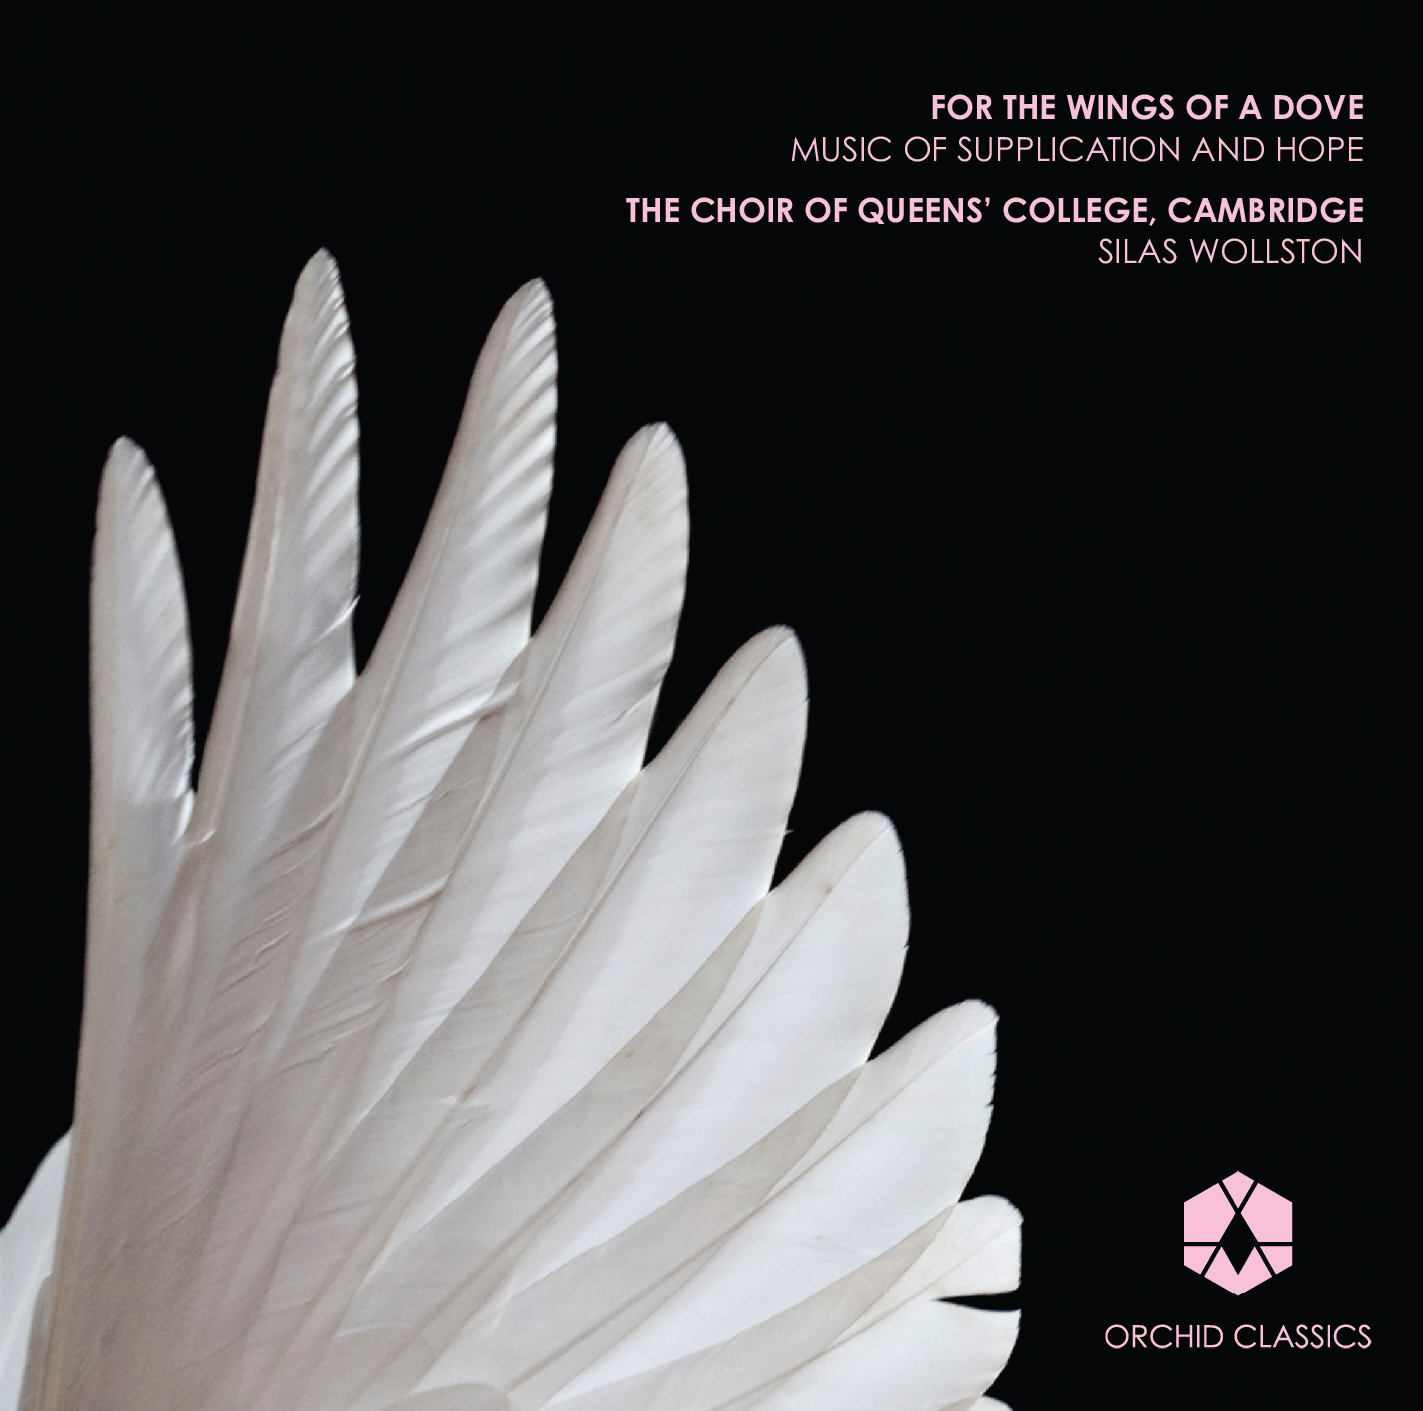 FOR THE WINGS OF A DOVE
MUSIC OF SUPPLICATION AND HOPE
THE CHOIR OF QUEENS’ COLLEGE, CAMBRIDGE
SILAS WOLLSTON
ORCHID CLASSICS